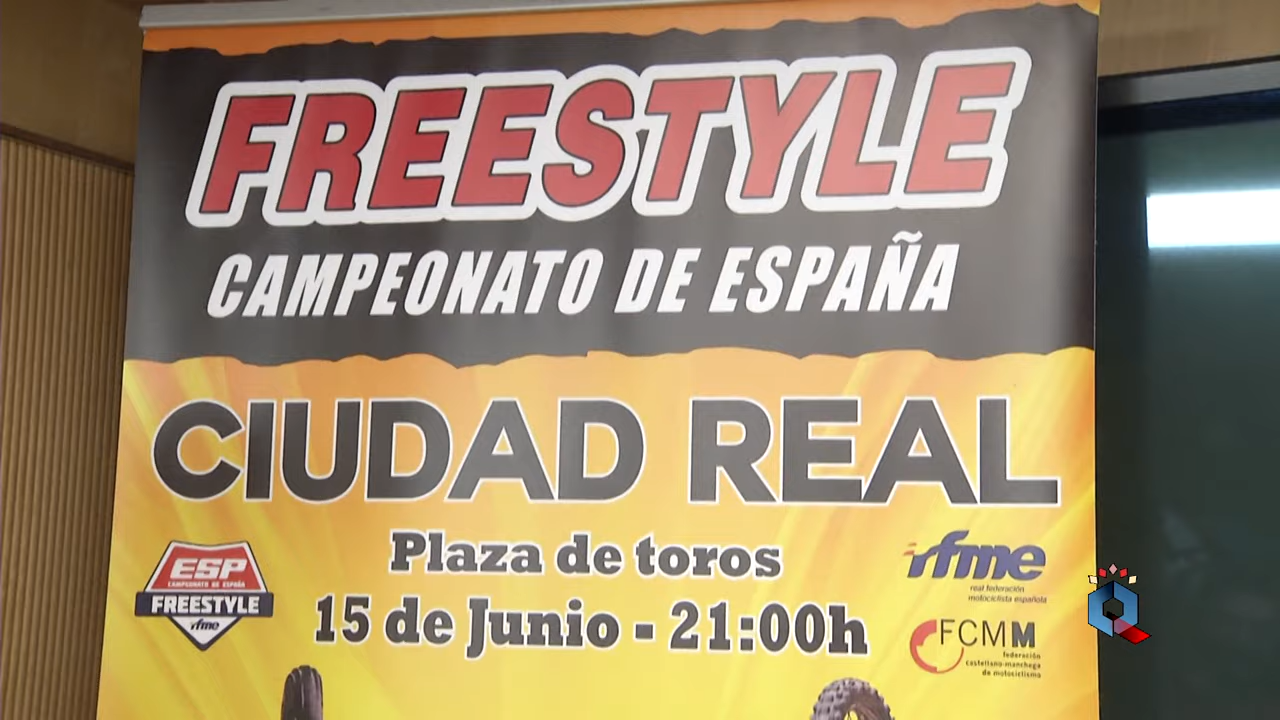 FREESTYLE
CAMPEONATO DE ESPAÑA
CIUDAD REAL
Plaza de toros
15 de Junio - 21:00h
ESP
CAMPEONATO DE ESPAÑA
FREESTYLE
rfme
rfme
real federación
motociclista española
FCMM
federación
castellano-manchega
de motociclismo